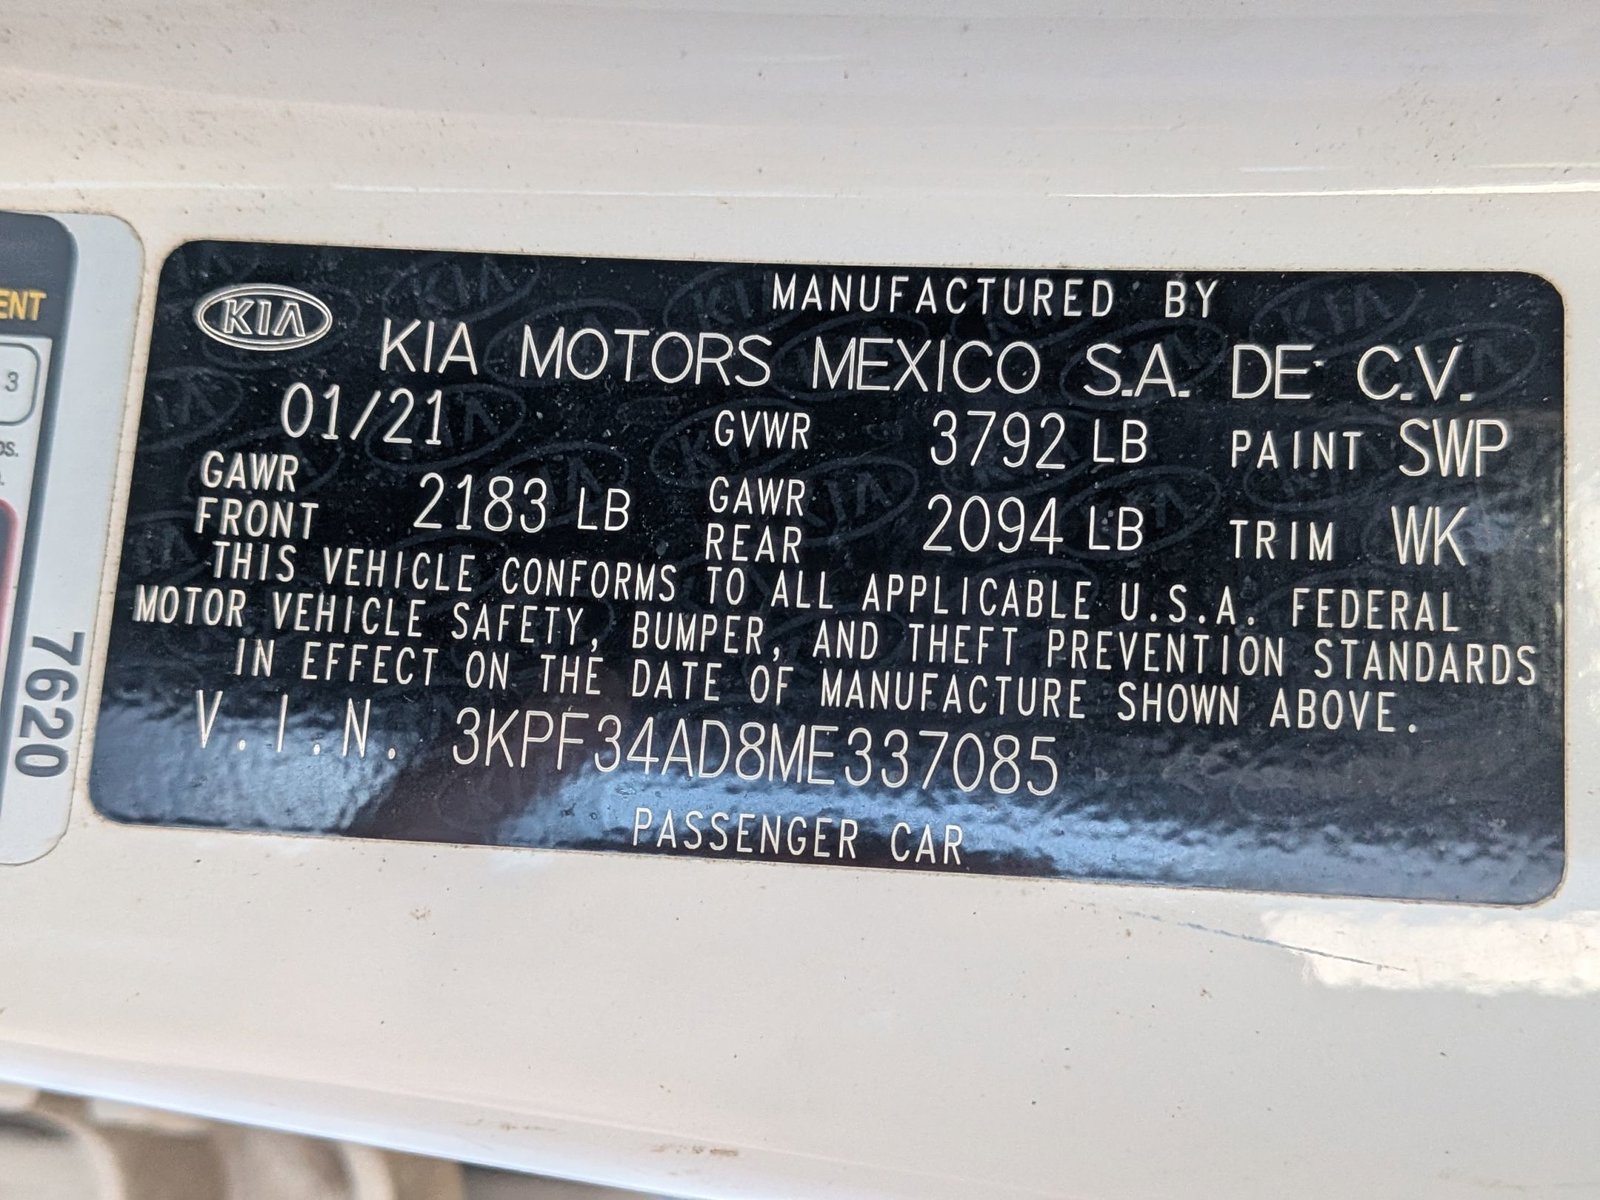 KIA
MANUFACTURED BY
KIA MOTORS MEXICO S.A. DE C.V.
01/21 GVWR 3792 LB PAINT SWP
GAWR FRONT 2183 LB GAWR REAR 2094 LB TRIM WK
THIS VEHICLE CONFORMS TO ALL APPLICABLE U.S.A. FEDERAL
MOTOR VEHICLE SAFETY, BUMPER, AND THEFT PREVENTION STANDARDS
IN EFFECT ON THE DATE OF MANUFACTURE SHOWN ABOVE.
V.I.N. 3KPF34AD8ME337085
PASSENGER CAR
ENT
3
7620